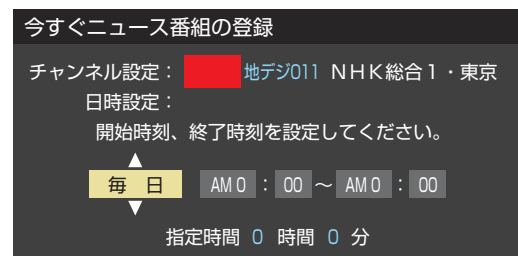 今すぐニュース番組の登録
チャンネル設定： 地デジ011 ＮＨＫ総合１・東京
日時設定：
開始時刻、終了時刻を設定してください。
毎 日 AM 0 ： 00 ～ AM 0 ： 00
指定時間 0 時間 0 分